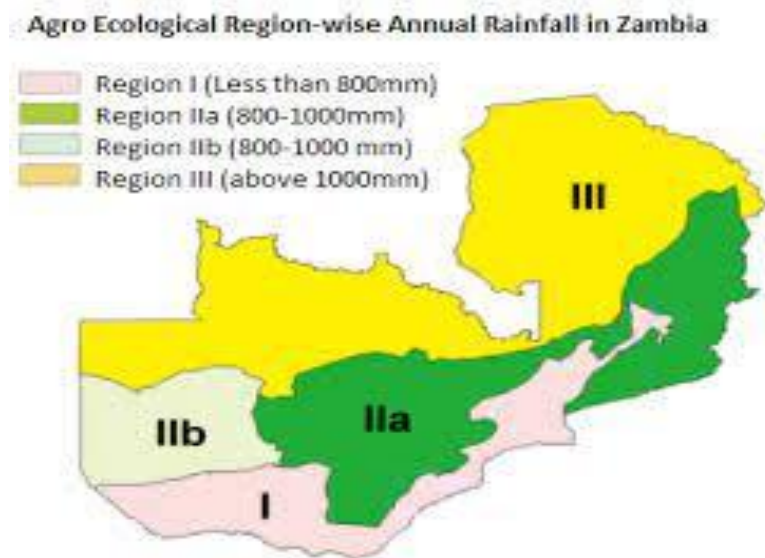 Agro Ecological Region-wise Annual Rainfall in Zambia
Region I (Less than 800mm)
Region IIa (800-1000mm)
Region IIb (800-1000 mm)
Region III (above 1000mm)
III
IIb
IIa
I